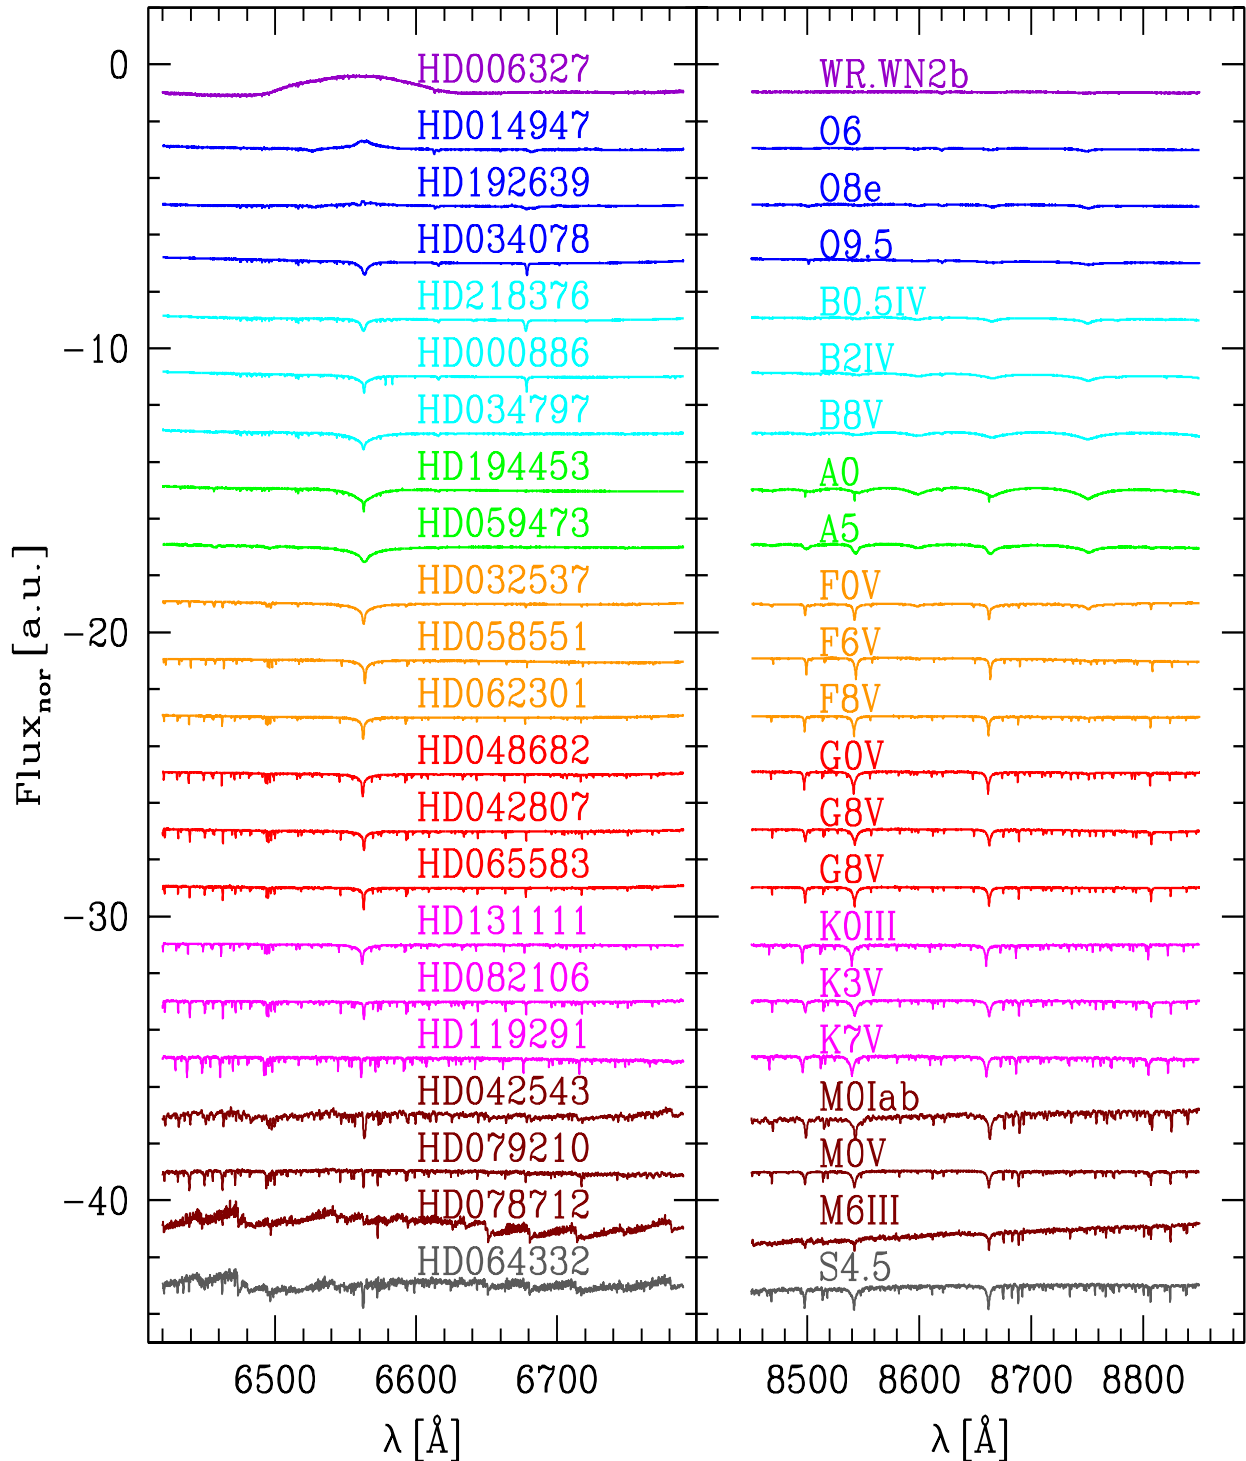 0
HD006327 WR.WN2b
HD014947 O6
HD192639 O8e
HD034078 O9.5
HD218376 B0.5IV
−10
HD000886 B2IV
HD034797 B8V
HD194453 A0
HD059473 A5
HD032537 F0V
−20
HD058551 F6V
HD062301 F8V
HD048682 G0V
HD042807 G8V
HD065583 G8V
−30
HD131111 K0III
HD082106 K3V
HD119291 K7V
HD042543 M0Iab
HD079210 M0V
−40
HD078712 M6III
HD064332 S4.5
Flux_nor [a.u.]
6500 6600 6700 8500 8600 8700 8800
λ [Å] λ [Å]